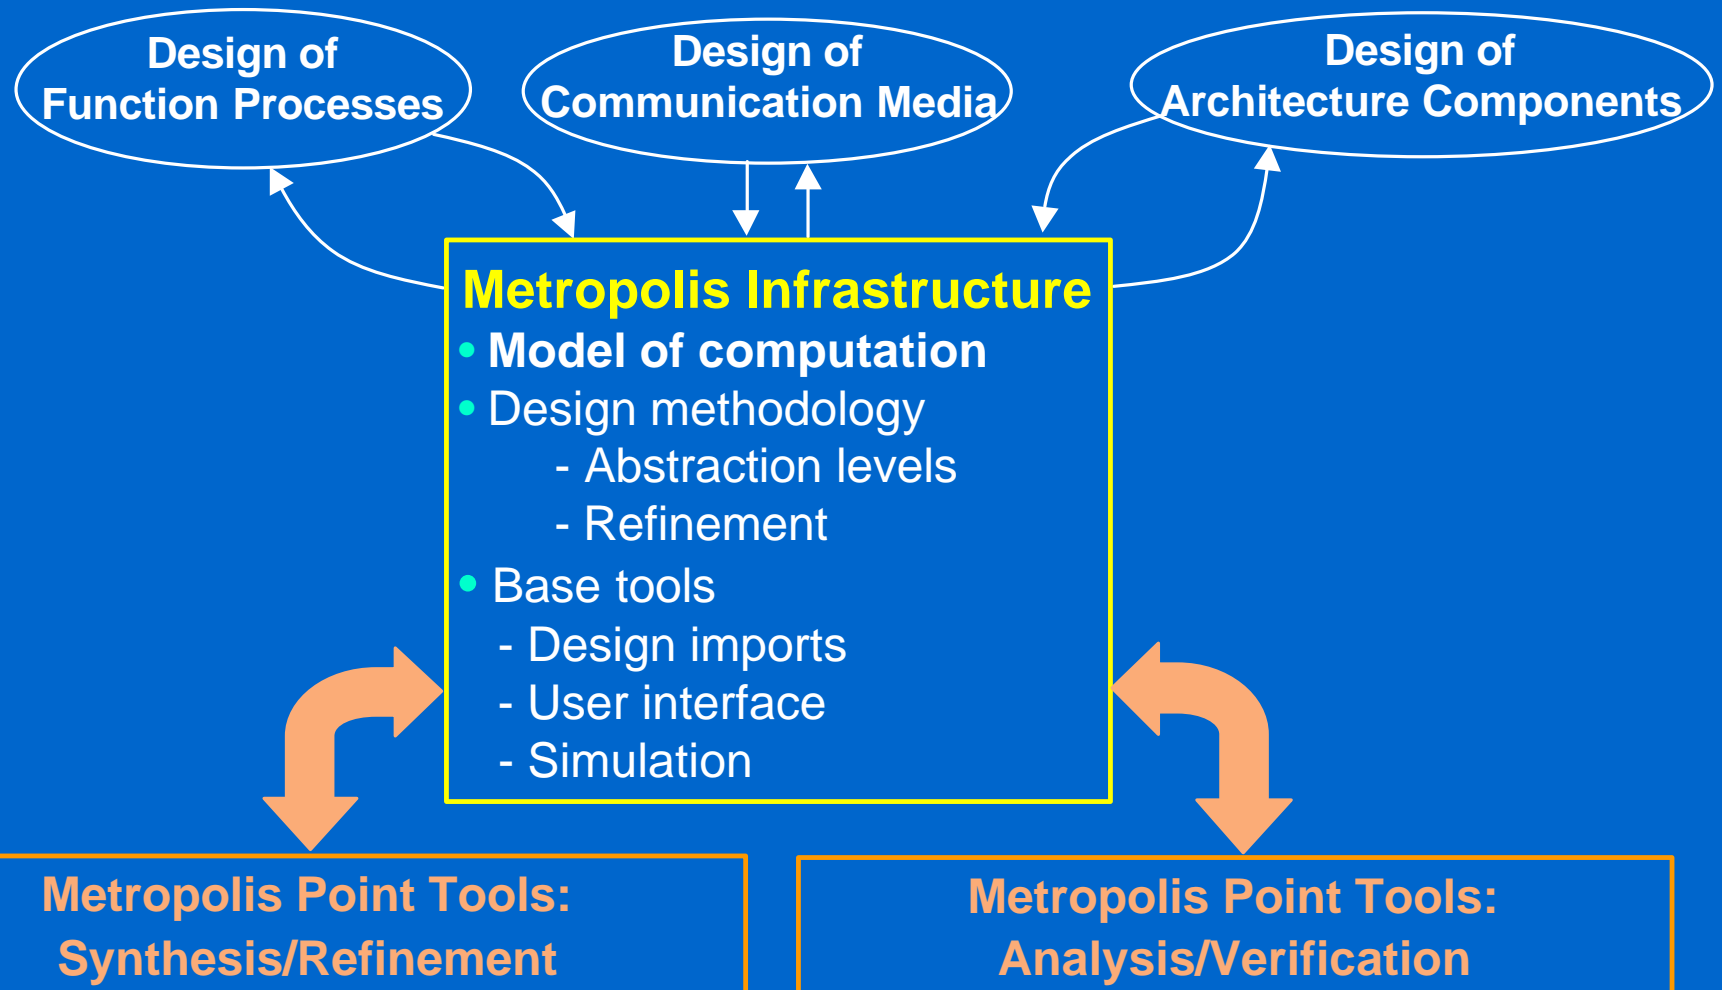 Design of
Function Processes
Design of
Communication Media
Design of
Architecture Components
Metropolis Infrastructure
• Model of computation
• Design methodology
- Abstraction levels
- Refinement
• Base tools
- Design imports
- User interface
- Simulation
Metropolis Point Tools:
Synthesis/Refinement
Metropolis Point Tools:
Analysis/Verification